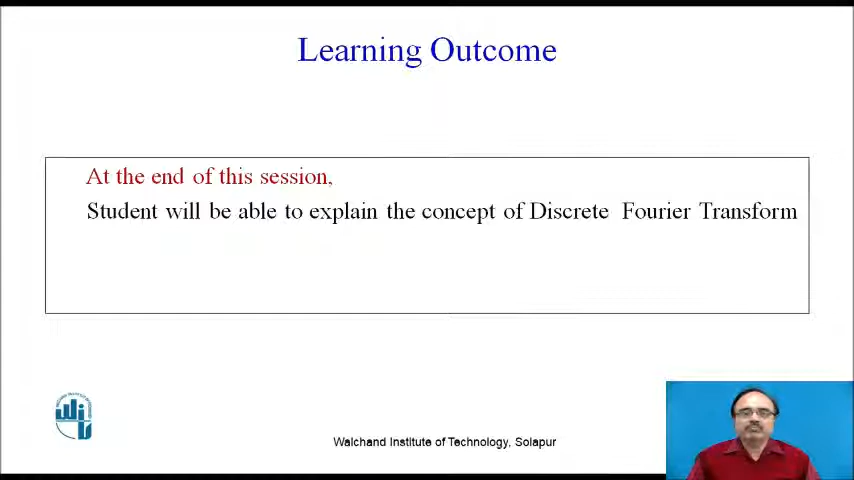 Learning Outcome
At the end of this session,
Student will be able to explain the concept of Discrete Fourier Transform
Walchand Institute of Technology, Solapur